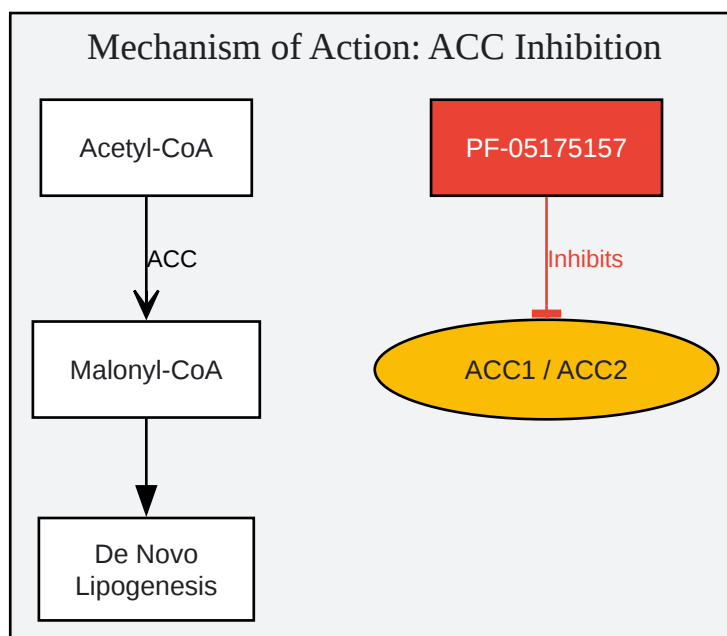 Mechanism of Action: ACC Inhibition
Acetyl-CoA
PF-05175157
ACC
Inhibits
Malonyl-CoA
ACC1 / ACC2
De Novo
Lipogenesis